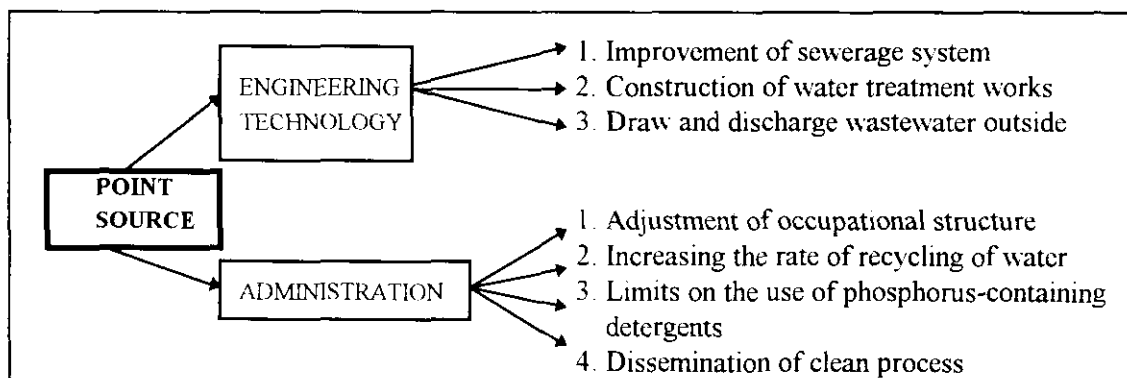 ENGINEERING
TECHNOLOGY
1. Improvement of sewerage system
2. Construction of water treatment works
3. Draw and discharge wastewater outside
POINT
SOURCE
ADMINISTRATION
1. Adjustment of occupational structure
2. Increasing the rate of recycling of water
3. Limits on the use of phosphorus-containing
detergents
4. Dissemination of clean process